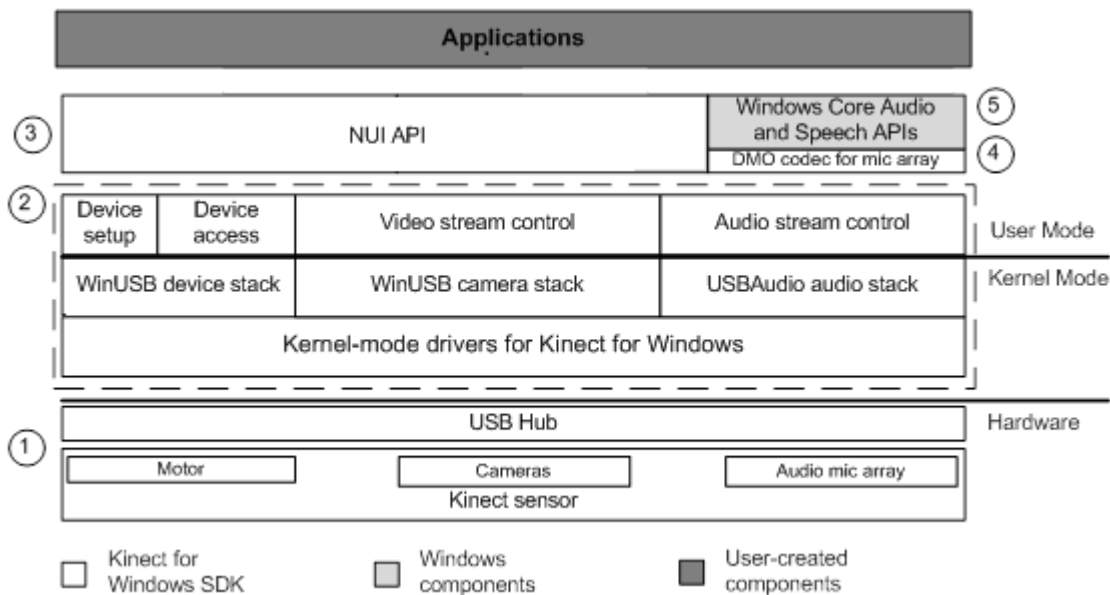 Applications
3
NUI API
Windows Core Audio
and Speech APIs
5
DMO codec for mic array
4
2
Device
setup
Device
access
Video stream control
Audio stream control
User Mode
WinUSB device stack
WinUSB camera stack
USBAudio audio stack
Kernel Mode
Kernel-mode drivers for Kinect for Windows
USB Hub
Hardware
1
Motor
Cameras
Audio mic array
Kinect sensor
Kinect for
Windows SDK
Windows
components
User-created
components